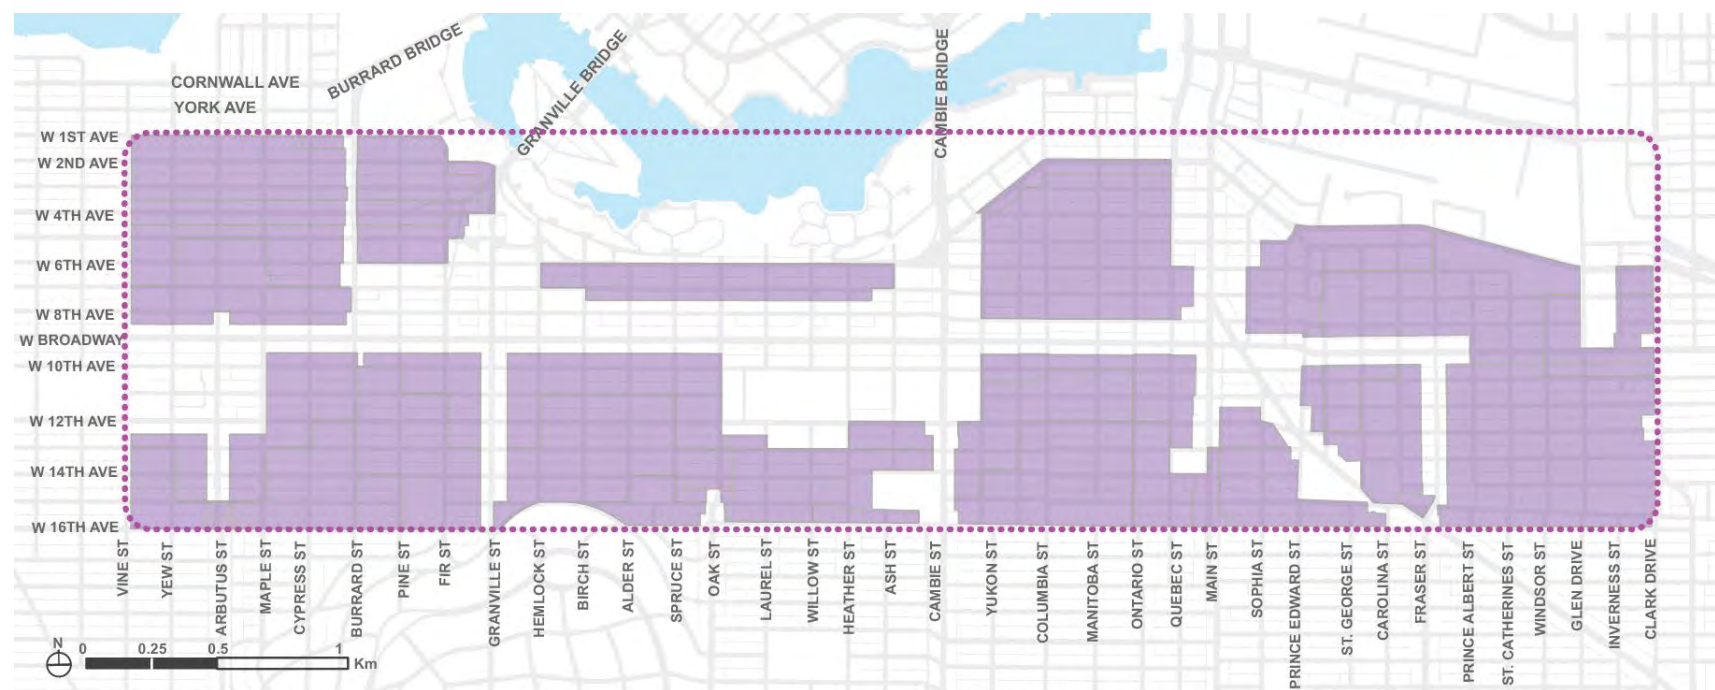 BURRARD BRIDGE
GRANVILLE BRIDGE
CAMBIE BRIDGE
CORNWALL AVE
YORK AVE
W 1ST AVE
W 2ND AVE
W 4TH AVE
W 6TH AVE
W 8TH AVE
W BROADWAY
W 10TH AVE
W 12TH AVE
W 14TH AVE
W 16TH AVE
VINE ST
YEW ST
ARBUTUS ST
MAPLE ST
CYPRESS ST
BURRARD ST
PINE ST
FIR ST
GRANVILLE ST
HEMLOCK ST
BIRCH ST
ALDER ST
SPRUCE ST
OAK ST
LAUREL ST
WILLOW ST
HEATHER ST
ASH ST
CAMBIE ST
YUKON ST
COLUMBIA ST
MANITOBA ST
ONTARIO ST
QUEBEC ST
MAIN ST
SOPHIA ST
PRINCE EDWARD ST
ST. GEORGE ST
CAROLINA ST
FRASER ST
PRINCE ALBERT ST
ST. CATHERINES ST
WINDSOR ST
GLEN DRIVE
INVERNESS ST
CLARK DRIVE
N
0 0.25 0.5 1
Km